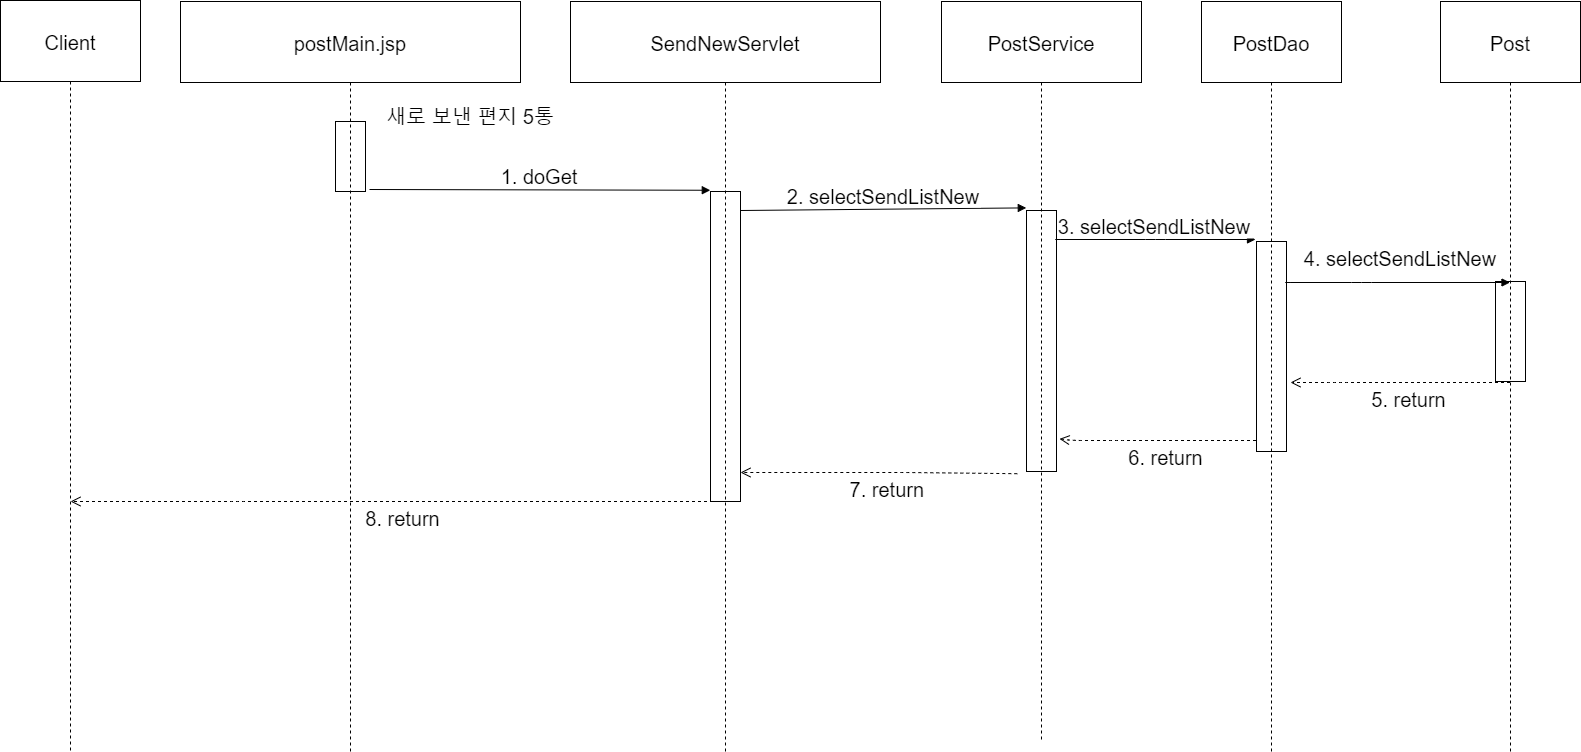 Client
postMain.jsp
SendNewServlet
PostService
PostDao
Post
새로 보낸 편지 5통
1. doGet
2. selectSendListNew
3. selectSendListNew
4. selectSendListNew
5. return
6. return
7. return
8. return